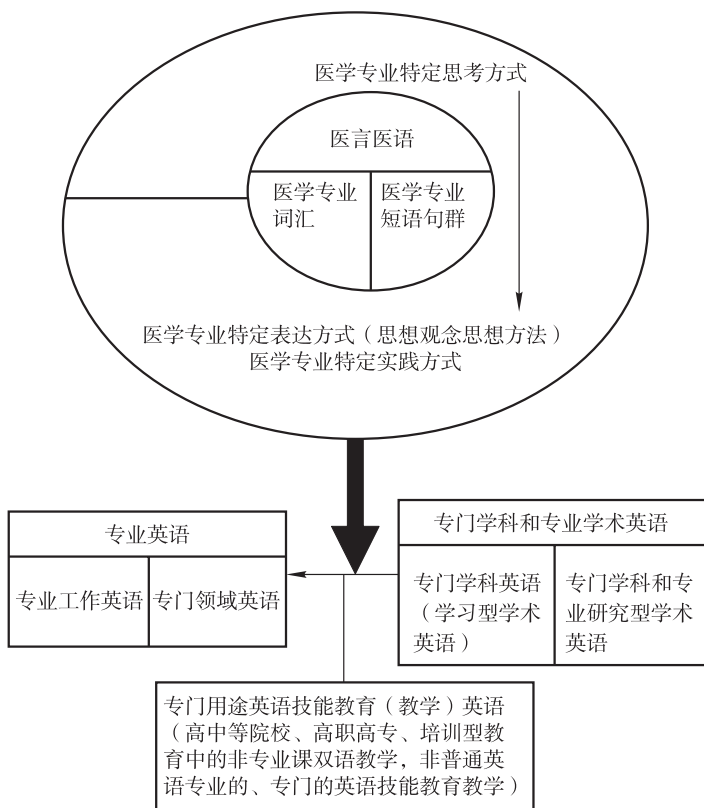 医学专业特定思考方式
医言医语
医学专业
词汇
医学专业
短语句群
医学专业特定表达方式（思想观念思想方法）
医学专业特定实践方式
专业英语
专业工作英语
专门领域英语
专门学科和专业学术英语
专门学科英语
（学习型学术
英语）
专门学科和专
业研究型学术
英语
专门用途英语技能教育（教学）英语
（高中等院校、高职高专、培训型教
育中的非专业课双语教学，非普通英
语专业的、专门的英语技能教育教学）